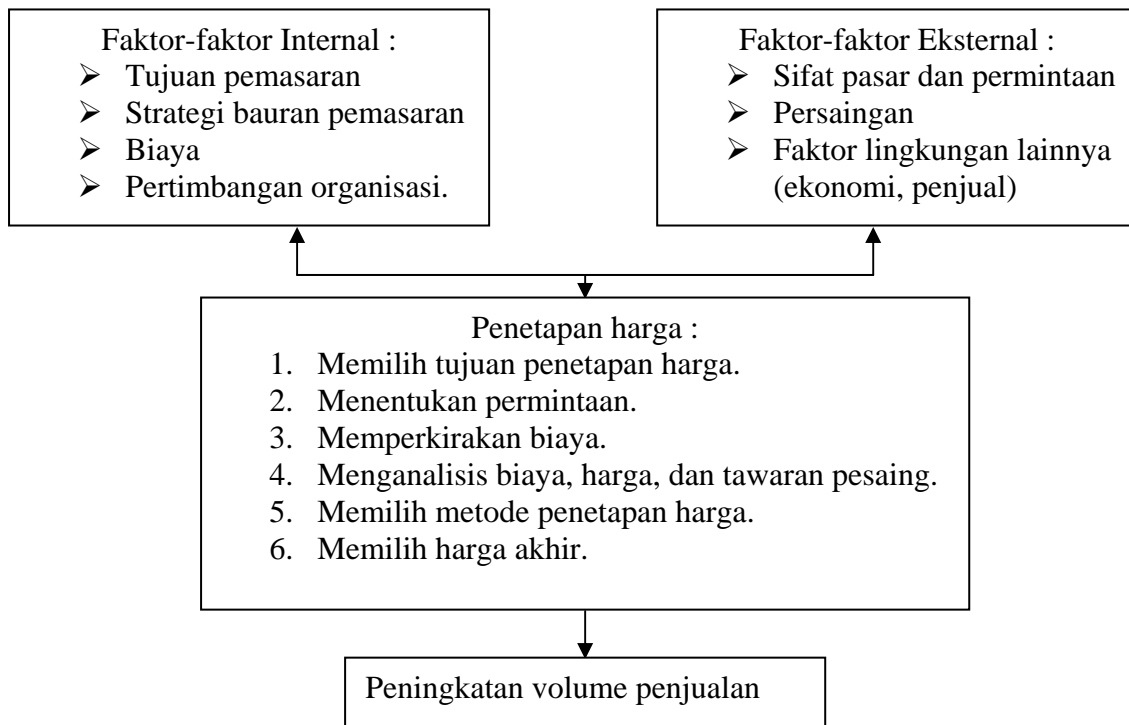 Faktor-faktor Internal :
➢ Tujuan pemasaran
➢ Strategi bauran pemasaran
➢ Biaya
➢ Pertimbangan organisasi.
Faktor-faktor Eksternal :
➢ Sifat pasar dan permintaan
➢ Persaingan
➢ Faktor lingkungan lainnya
(ekonomi, penjual)
Penetapan harga :
1. Memilih tujuan penetapan harga.
2. Menentukan permintaan.
3. Memperkirakan biaya.
4. Menganalisis biaya, harga, dan tawaran pesaing.
5. Memilih metode penetapan harga.
6. Memilih harga akhir.
Peningkatan volume penjualan